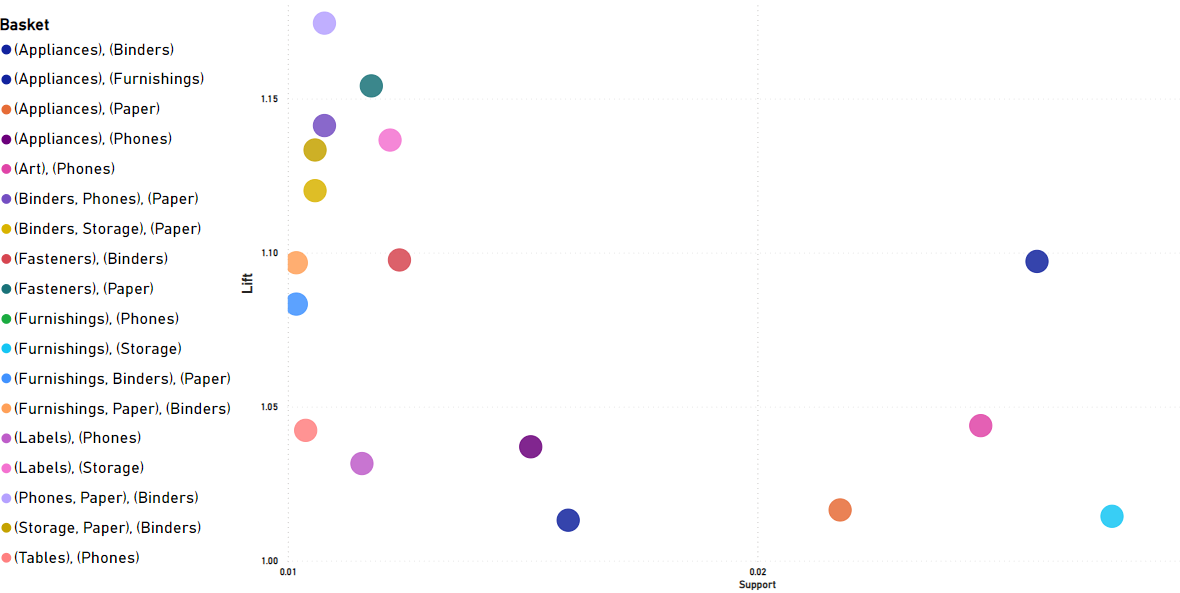 Basket
(Appliances), (Binders)
(Appliances), (Furnishings)
(Appliances), (Paper)
(Appliances), (Phones)
(Art), (Phones)
(Binders, Phones), (Paper)
(Binders, Storage), (Paper)
(Fasteners), (Binders)
(Fasteners), (Paper)
(Furnishings), (Phones)
(Furnishings), (Storage)
(Furnishings, Binders), (Paper)
(Furnishings, Paper), (Binders)
(Labels), (Phones)
(Labels), (Storage)
(Phones, Paper), (Binders)
(Storage, Paper), (Binders)
(Tables), (Phones)
Lift
1.15
1.10
1.05
1.00
0.01
0.02
Support